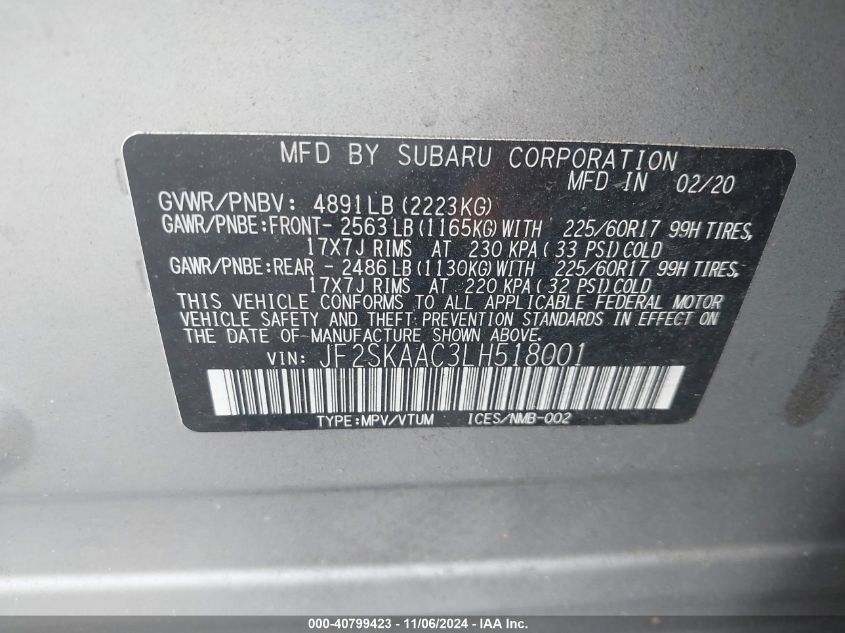 MFD BY SUBARU CORPORATION
MFD IN 02/20
GVWR/PNBV: 4891LB (2223KG)
GAWR/PNBE:FRONT- 2563LB (1165KG)WITH 225/60R17 99H TIRES,
17X7J RIMS AT 230 KPA( 33 PSI)COLD
GAWR/PNBE:REAR - 2486LB (1130KG)WITH 225/60R17 99H TIRES,
17X7J RIMS AT 220 KPA( 32 PSI)COLD
THIS VEHICLE CONFORMS TO ALL APPLICABLE FEDERAL MOTOR
VEHICLE SAFETY AND THEFT PREVENTION STANDARDS IN EFFECT ON
THE DATE OF MANUFACTURE SHOWN ABOVE.
VIN: JF2SKAAC3LH518001
TYPE:MPV/VTUM ICES/NMB-002
000-40799423 - 11/06/2024 - IAA Inc.